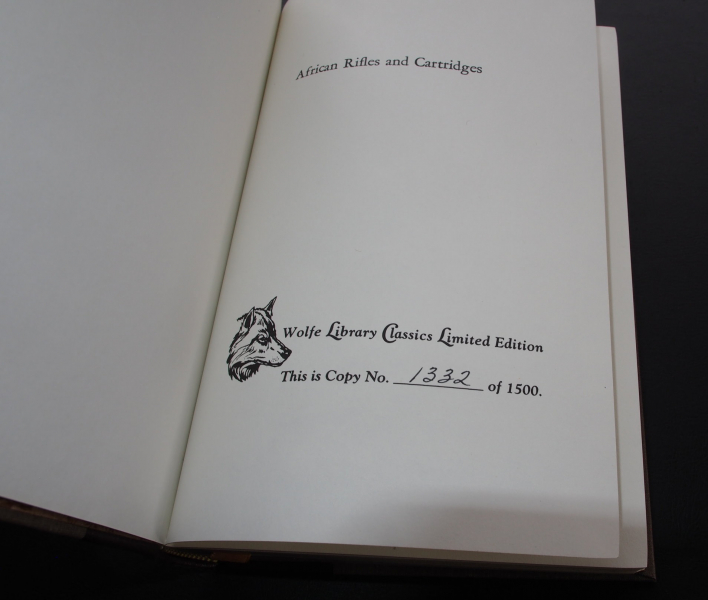 African Rifles and Cartridges
Wolfe Library Classics Limited Edition
This is Copy No. 1332 of 1500.